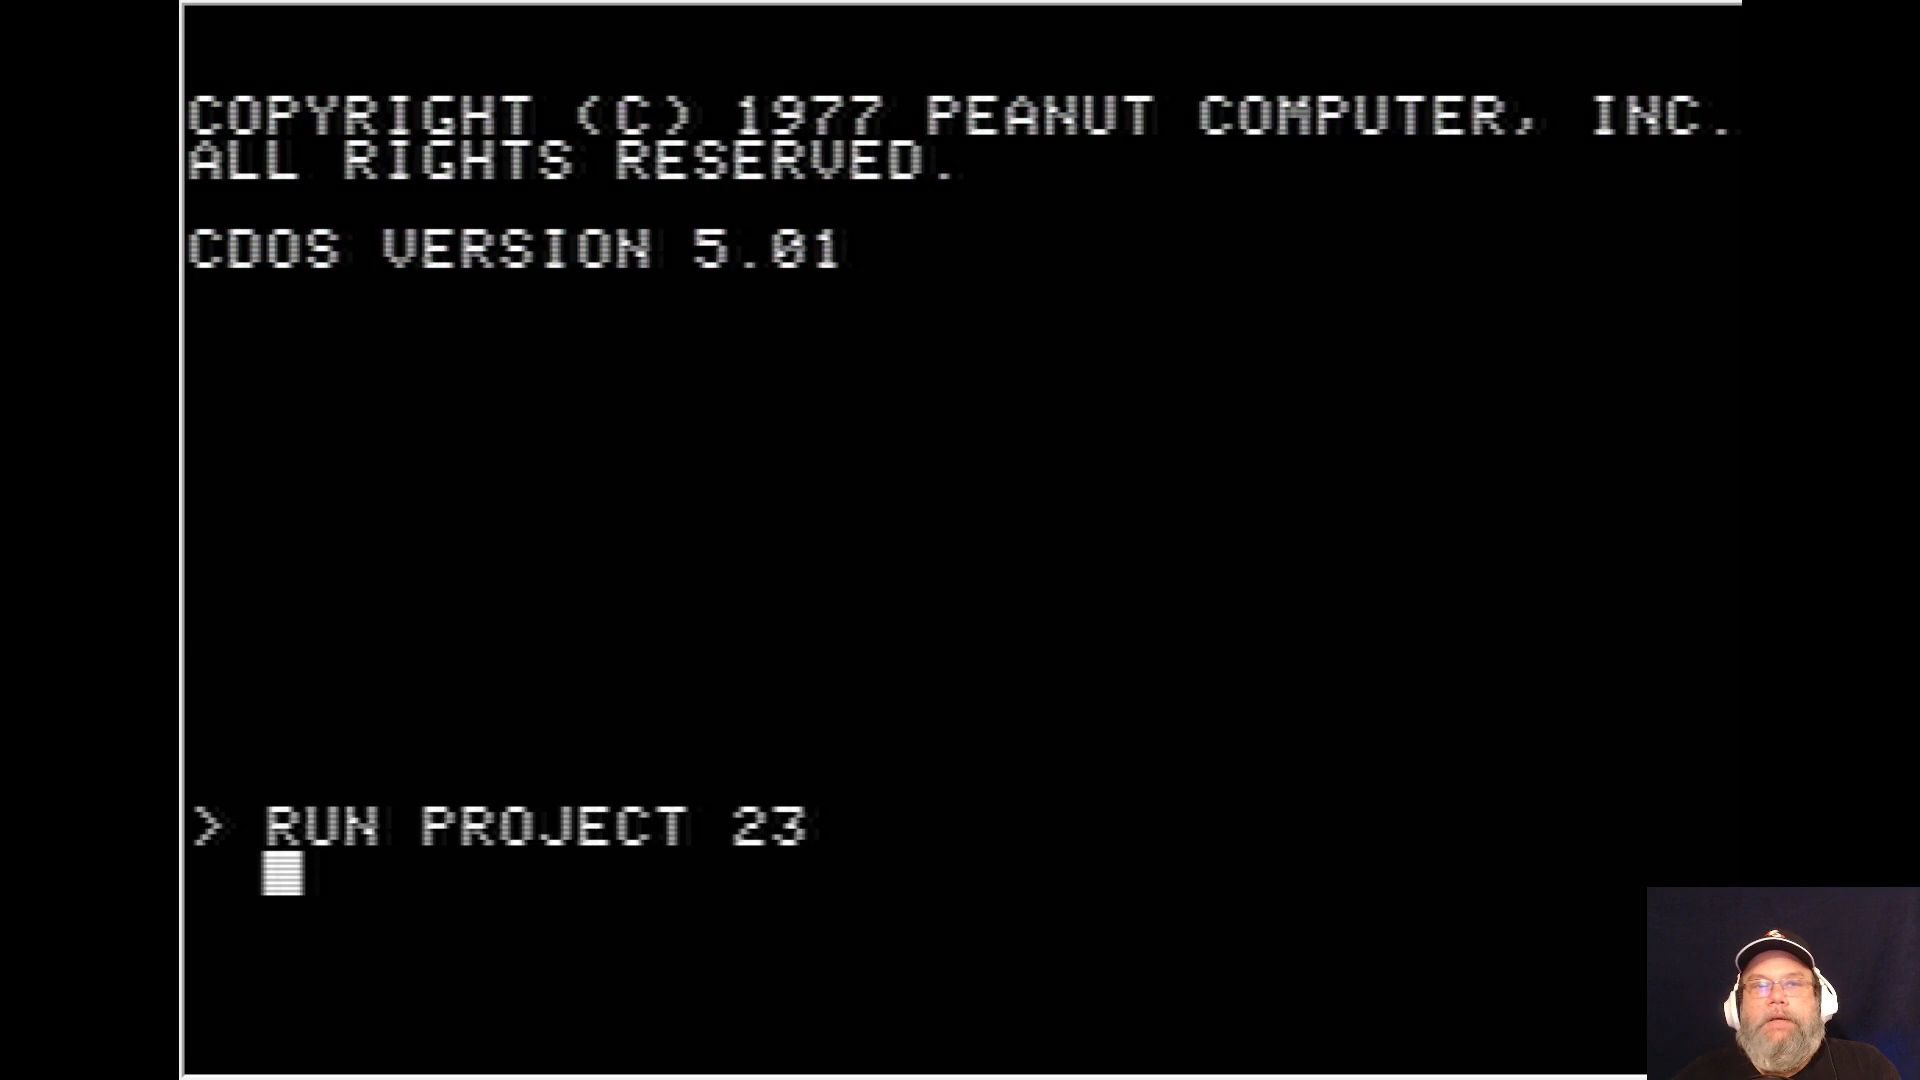 COPYRIGHT (C) 1977 PEANUT COMPUTER, INC.
ALL RIGHTS RESERVED.
CDOS VERSION 5.01
> RUN PROJECT 23